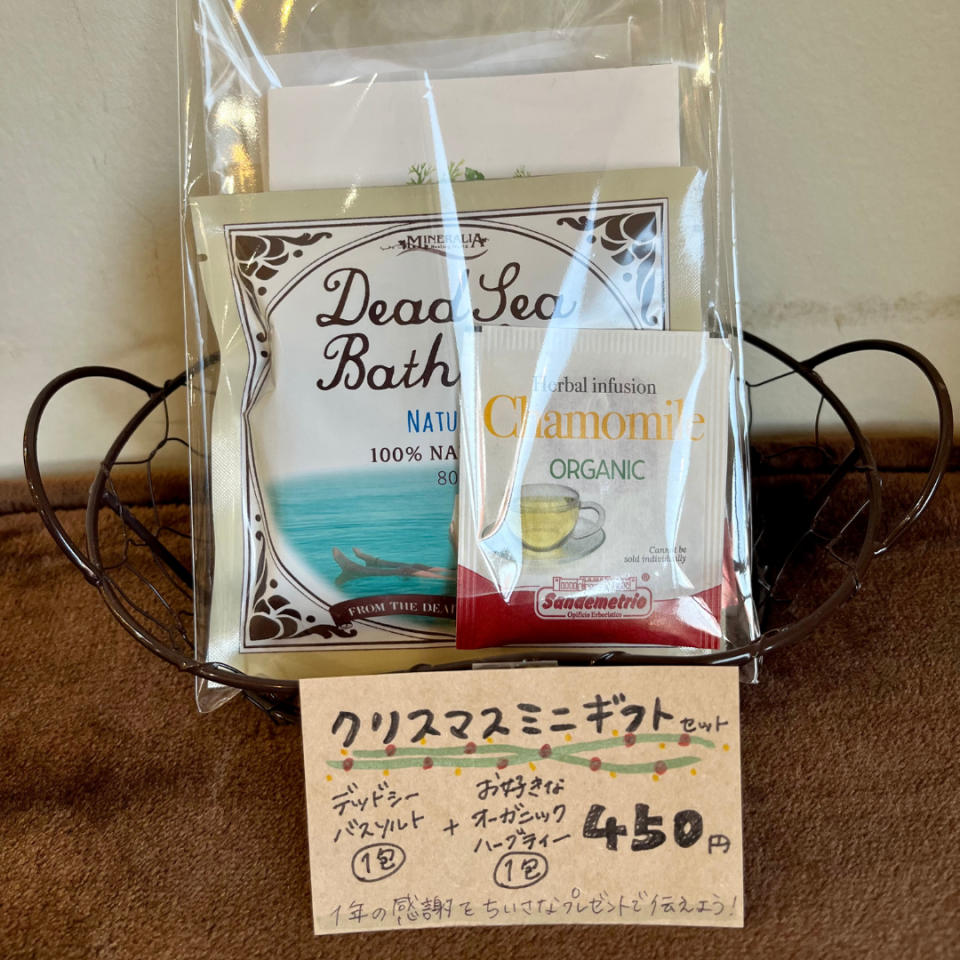 MINERALIA
Dead Sea
Bath
NATU
100% NA
80
FROM THE DEA
Herbal infusion
Chamomile
ORGANIC
Cannot be
sold individually
Sandemetrio®
Opificio Erboristico
クリスマスミニギフトセット
デッドシー
バスソルト
1包
+
お好きな
オーガニック
ハーブティー
1包
450円
1年の感謝をちいさなプレゼントで伝えよう!